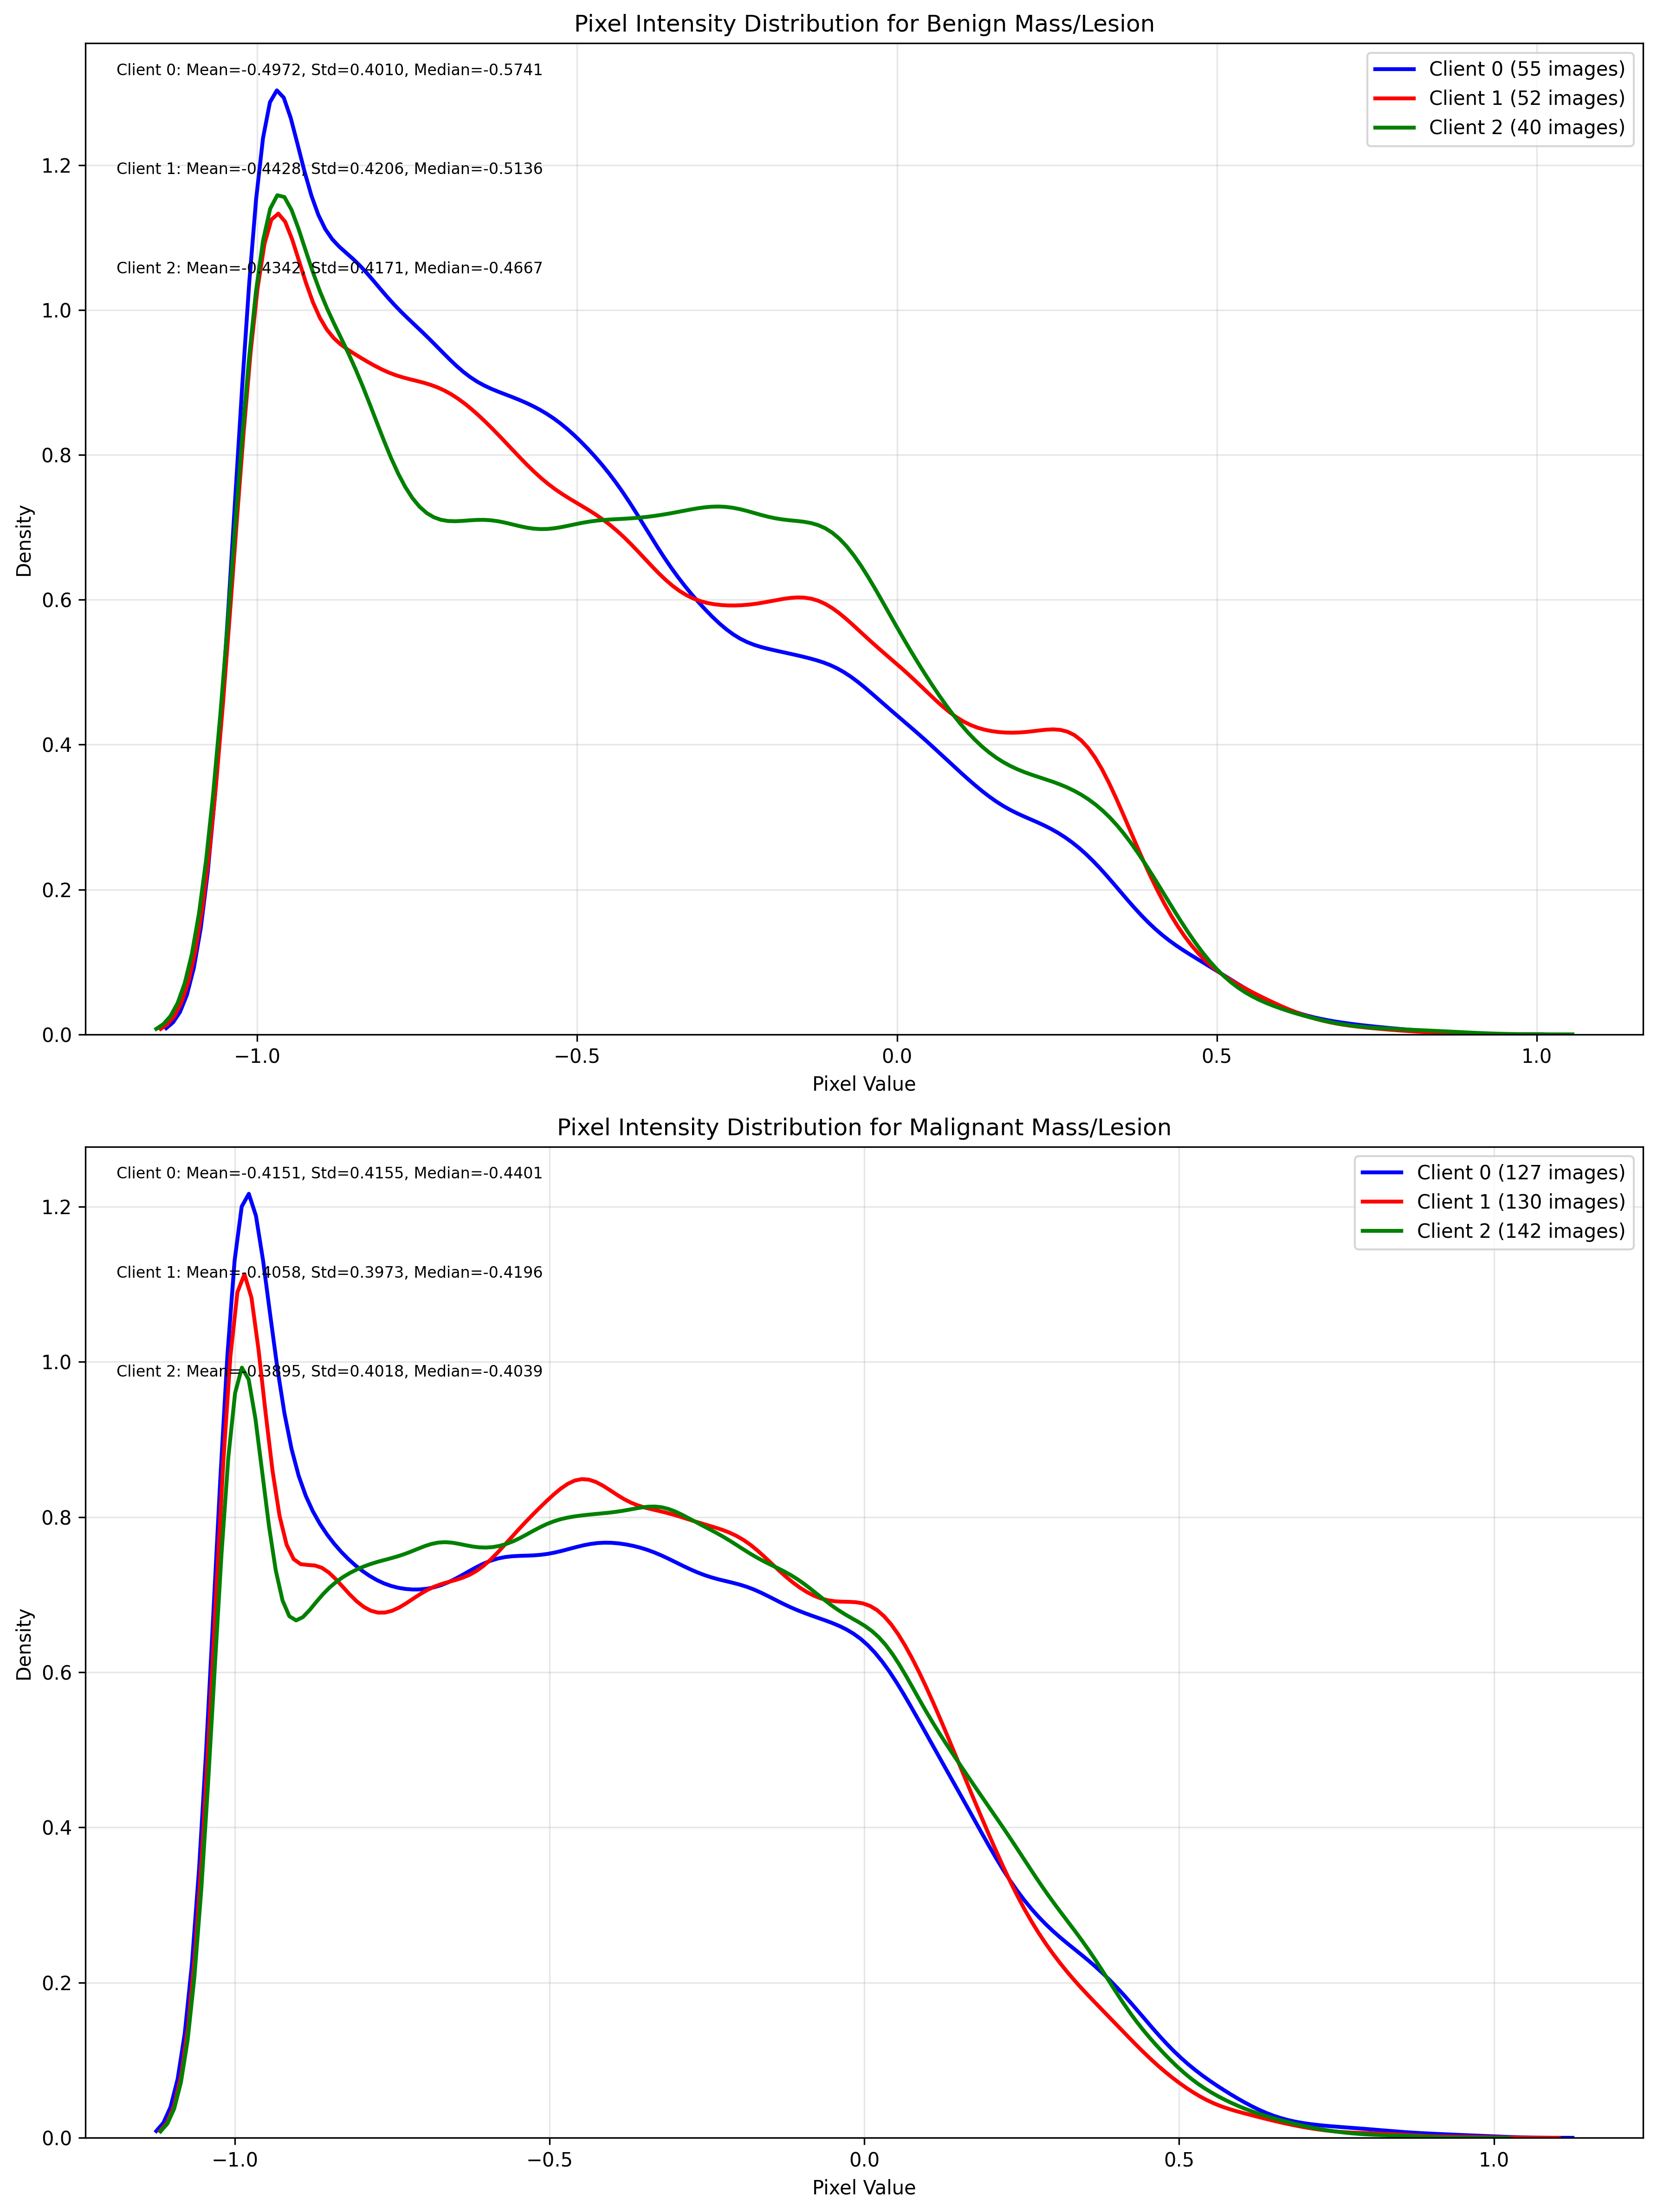 Pixel Intensity Distribution for Benign Mass/Lesion
Client 0: Mean=-0.4972, Std=0.4010, Median=-0.5741
Client 1: Mean=-0.4428, Std=0.4206, Median=-0.5136
Client 2: Mean=-0.4342, Std=0.4171, Median=-0.4667
Client 0 (55 images)
Client 1 (52 images)
Client 2 (40 images)
Density
1.2
1.0
0.8
0.6
0.4
0.2
0.0
−1.0 −0.5 0.0 0.5 1.0
Pixel Value
Pixel Intensity Distribution for Malignant Mass/Lesion
Client 0: Mean=-0.4151, Std=0.4155, Median=-0.4401
Client 1: Mean=-0.4058, Std=0.3973, Median=-0.4196
Client 2: Mean=-0.3895, Std=0.4018, Median=-0.4039
Client 0 (127 images)
Client 1 (130 images)
Client 2 (142 images)
Density
1.2
1.0
0.8
0.6
0.4
0.2
0.0
−1.0 −0.5 0.0 0.5 1.0
Pixel Value